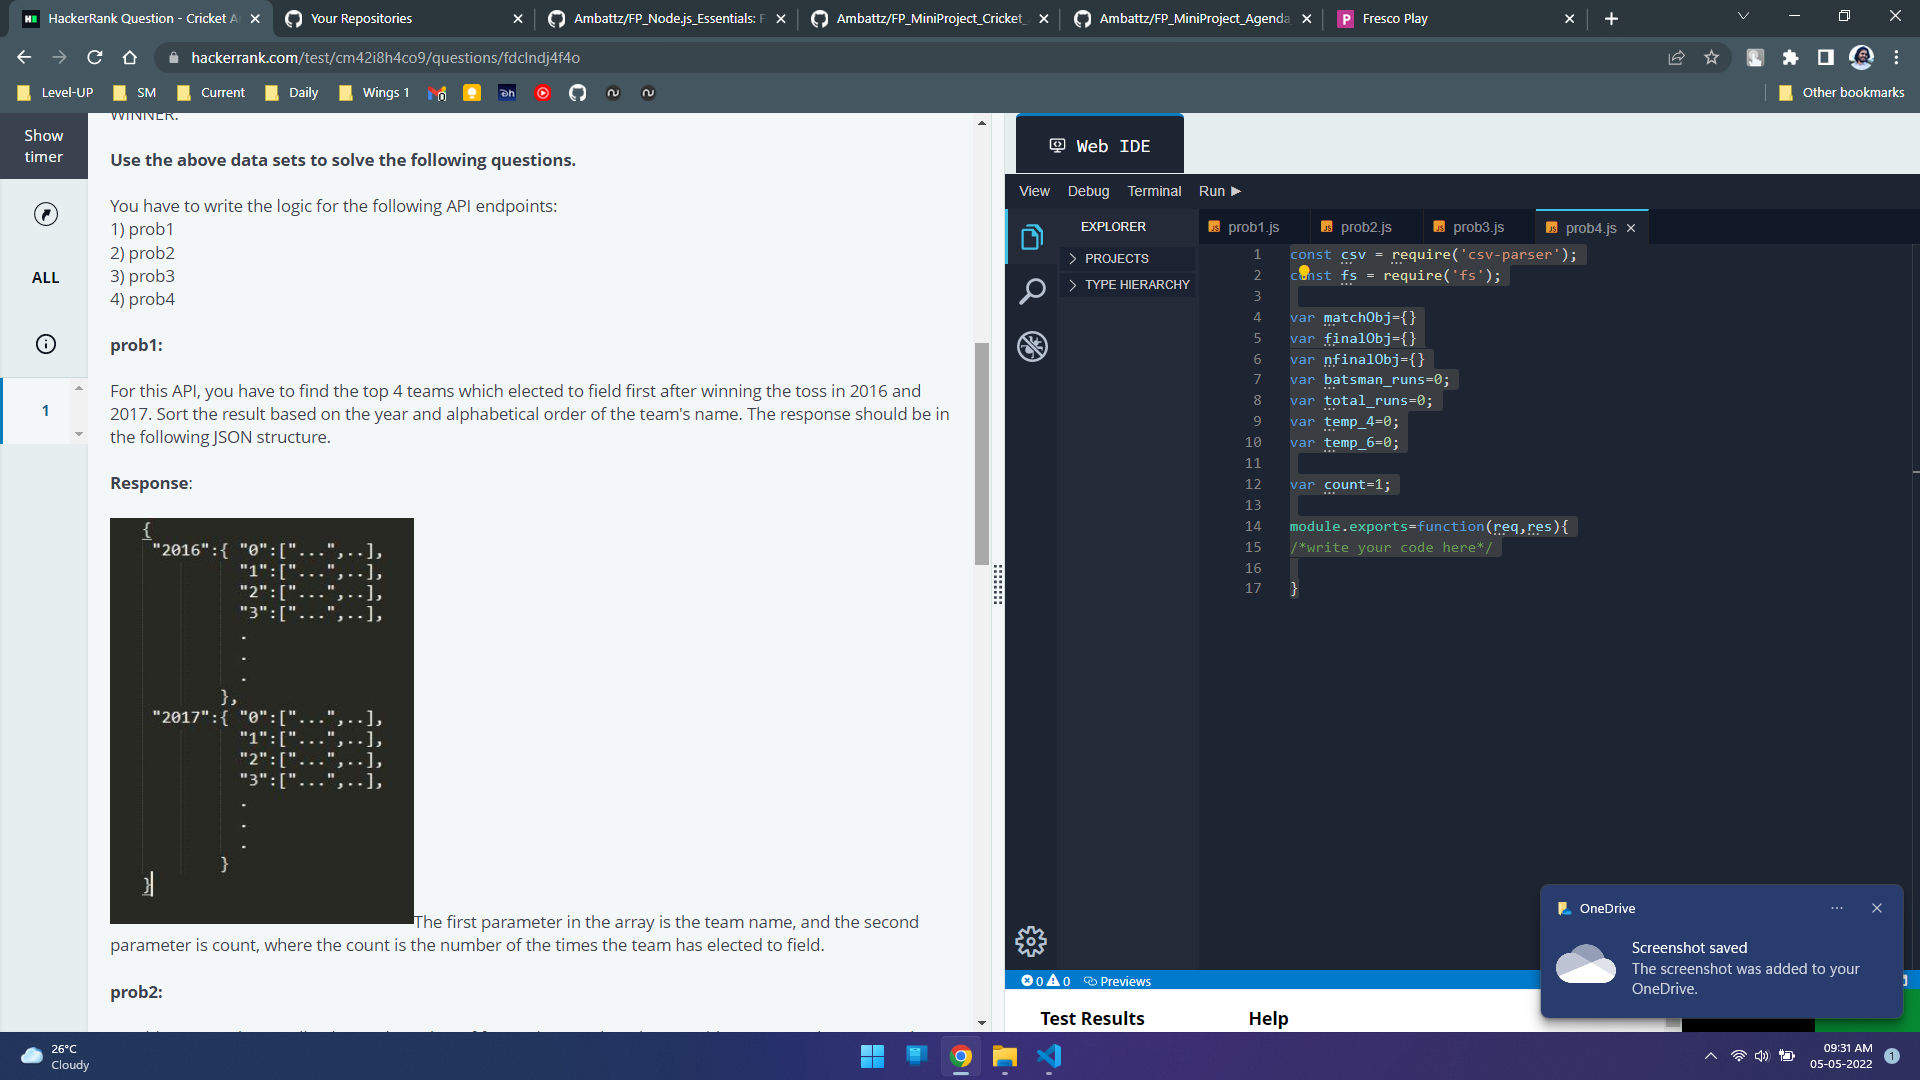 HackerRank Question - Cricket A
Your Repositories
Ambattz/FP_Node.js_Essentials: F
Ambattz/FP_MiniProject_Cricket_
Ambattz/FP_MiniProject_Agenda
Fresco Play
hackerrank.com/test/cm42i8h4co9/questions/fdclndj4f4o
Level-UP
SM
Current
Daily
Wings 1
Other bookmarks
Show
timer
ALL
1
WINNER.
Use the above data sets to solve the following questions.
You have to write the logic for the following API endpoints:
1) prob1
2) prob2
3) prob3
4) prob4
prob1:
For this API, you have to find the top 4 teams which elected to field first after winning the toss in 2016 and
2017. Sort the result based on the year and alphabetical order of the team's name. The response should be in
the following JSON structure.
Response:
{
"2016":{ "0":["...",..],
"1":["...",..],
"2":["...",..],
"3":["...",..],
.
.
.
},
"2017":{ "0":["...",..],
"1":["...",..],
"2":["...",..],
"3":["...",..],
.
.
.
}
}
The first parameter in the array is the team name, and the second
parameter is count, where the count is the number of the times the team has elected to field.
prob2:
Web IDE
View Debug Terminal Run
EXPLORER
PROJECTS
TYPE HIERARCHY
prob1.js
prob2.js
prob3.js
prob4.js
1 const csv = require('csv-parser');
2 const fs = require('fs');
3
4 var matchObj={}
5 var finalObj={}
6 var nfinalObj={}
7 var batsman_runs=0;
8 var total_runs=0;
9 var temp_4=0;
10 var temp_6=0;
11
12 var count=1;
13
14 module.exports=function(req,res){
15 /*write your code here*/
16
17 }
0 0 Previews
Test Results
Help
OneDrive
Screenshot saved
The screenshot was added to your
OneDrive.
26°C
Cloudy
09:31 AM
05-05-2022
1